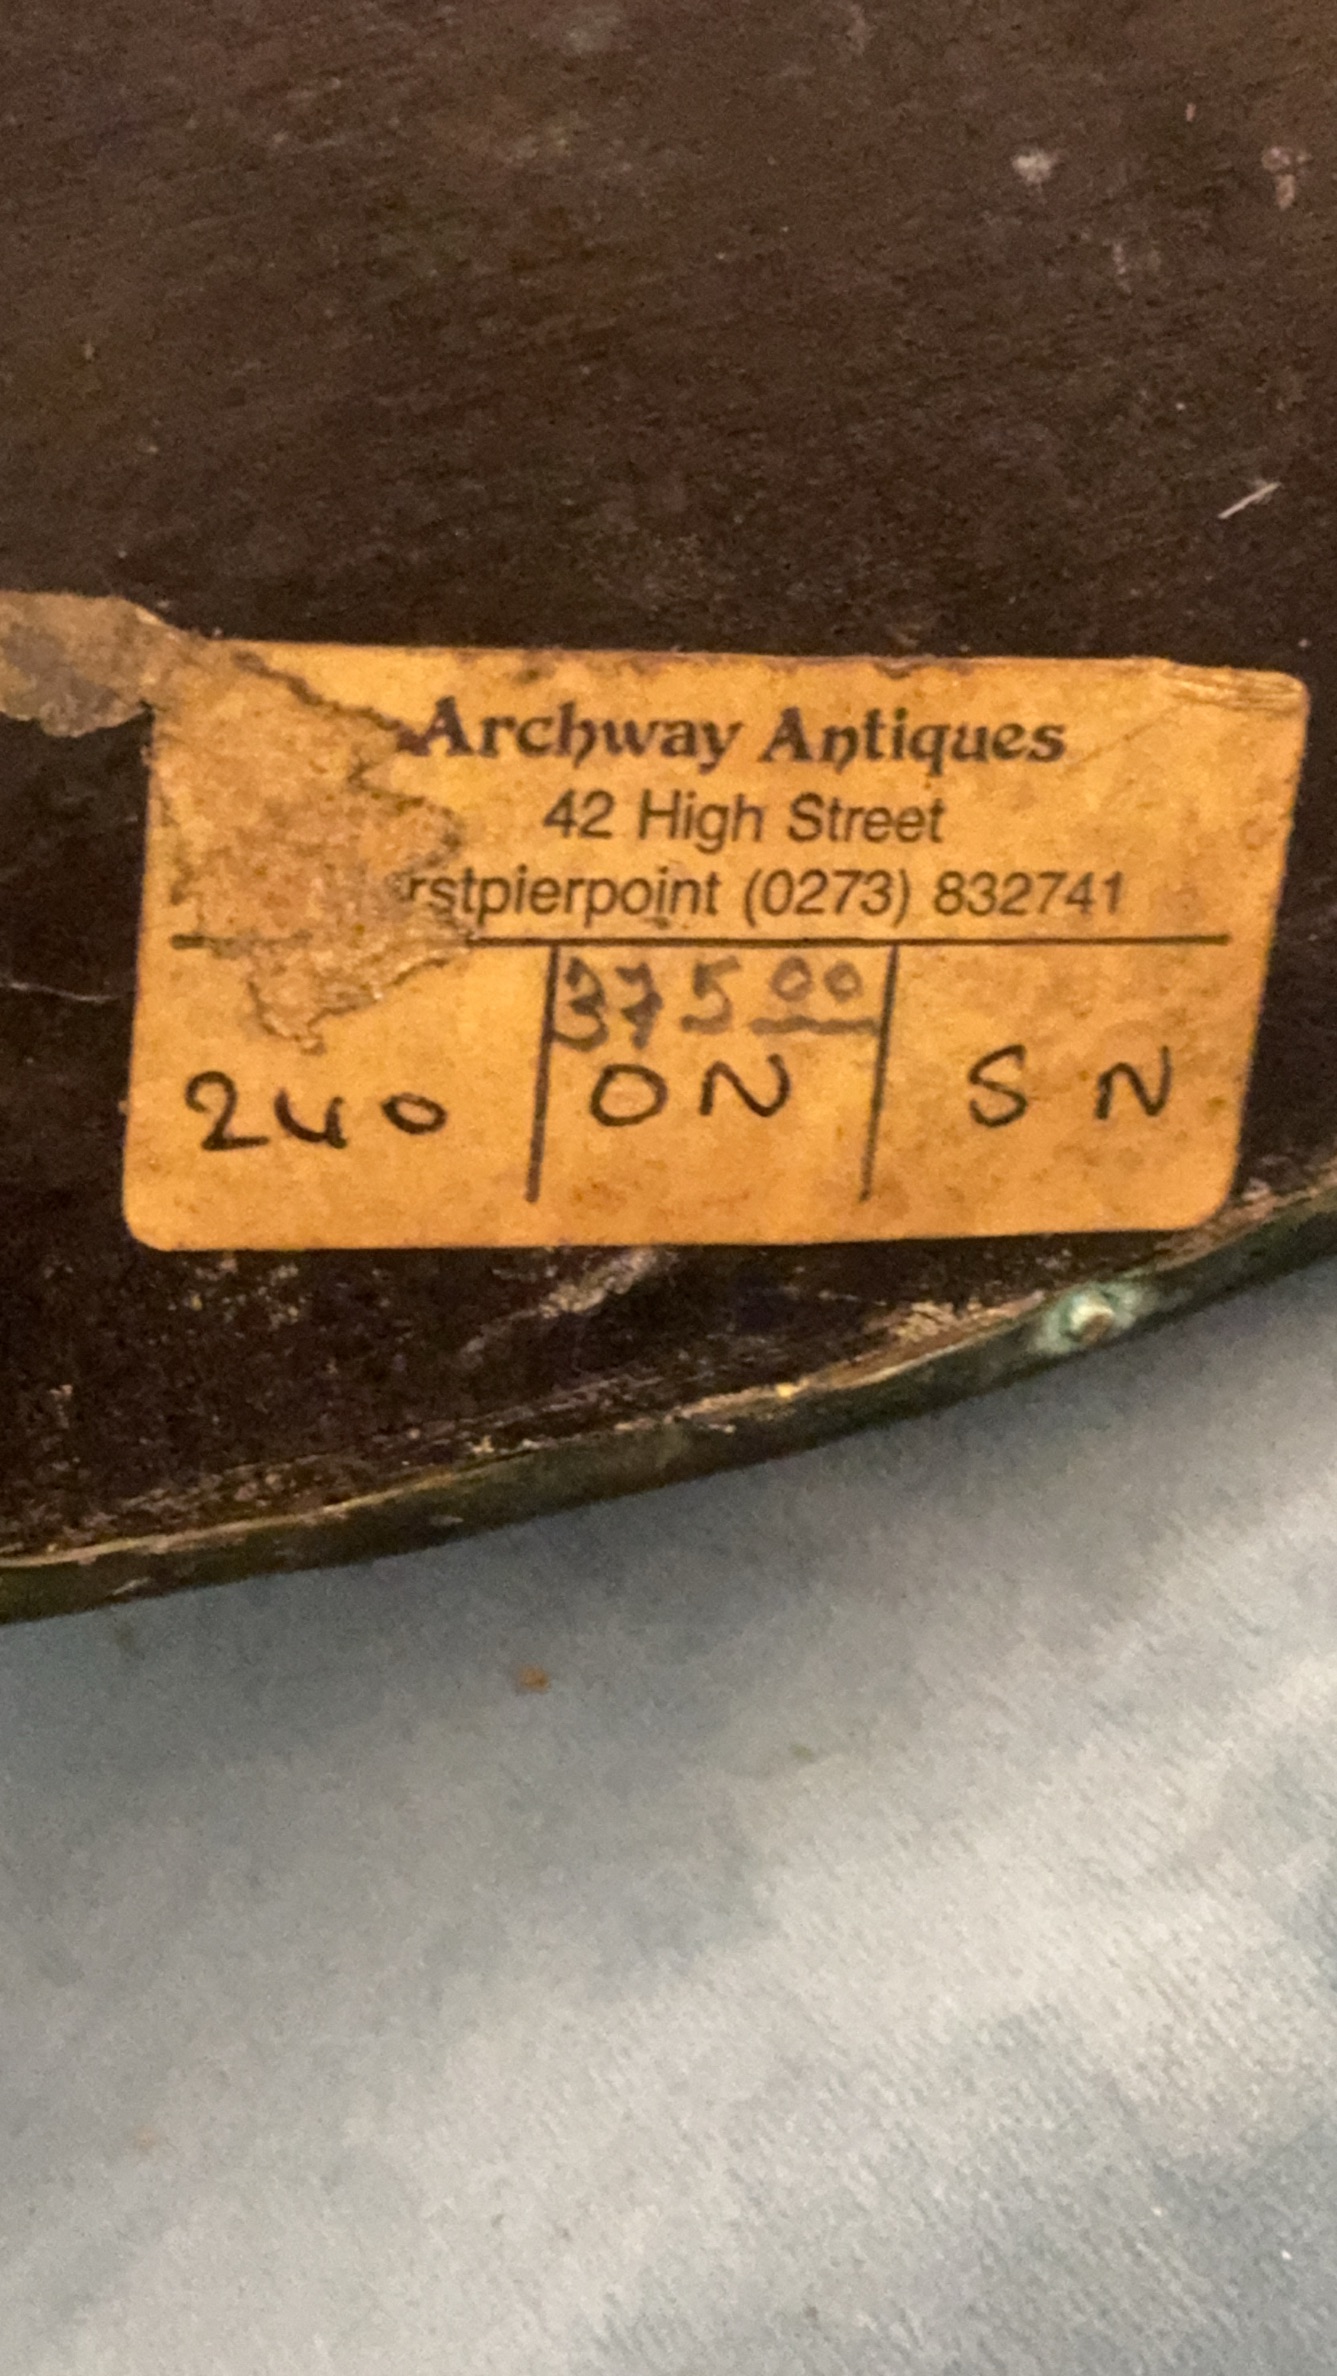 Archway Antiques
42 High Street
rstpierpoint (0273) 832741
375 00
240 ON SN